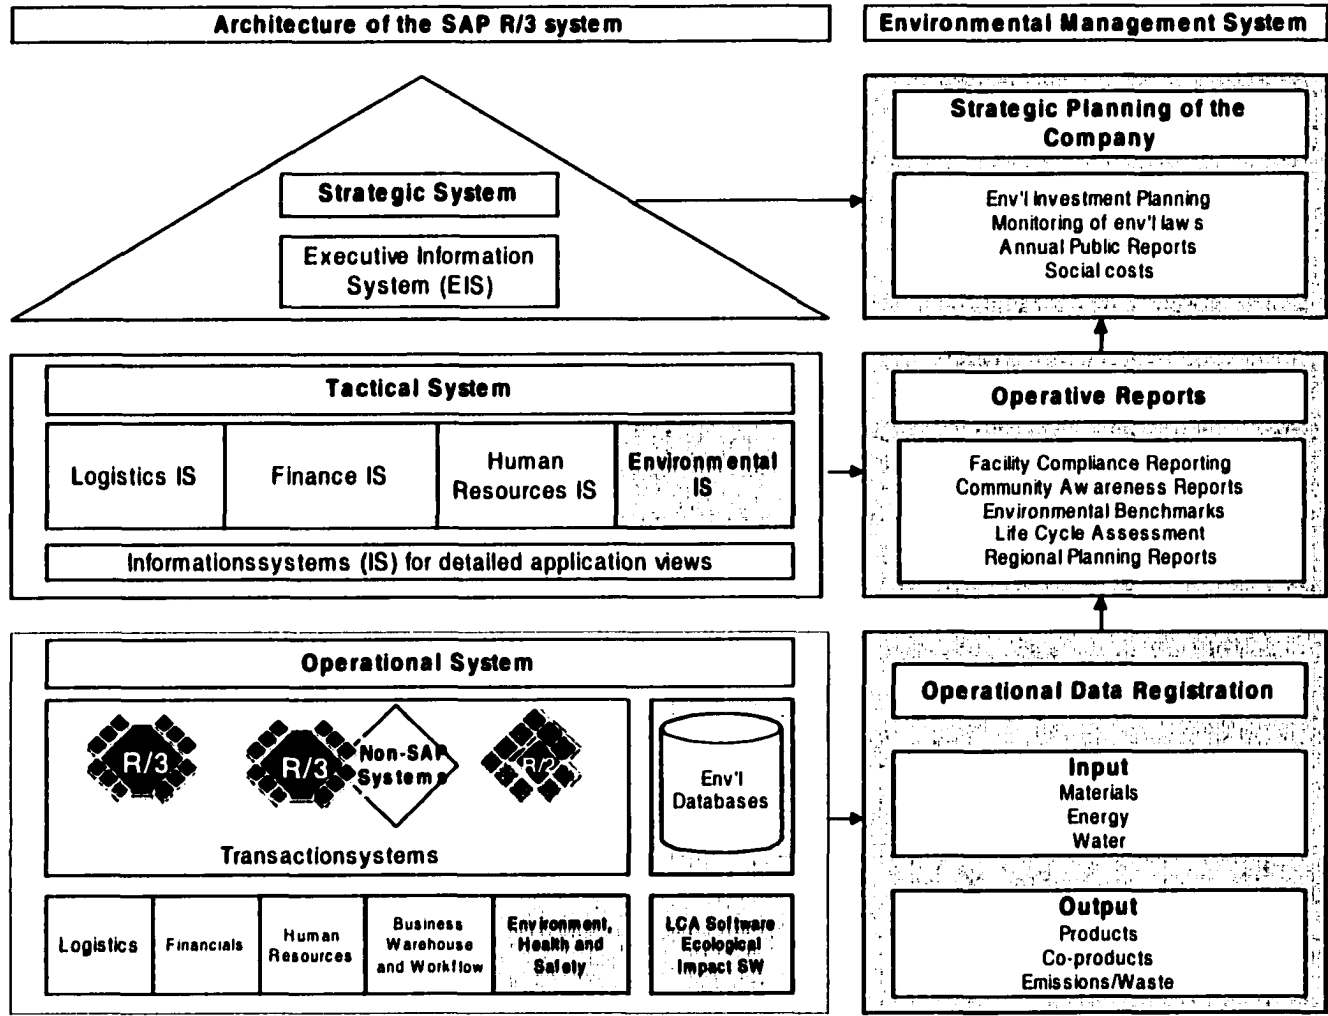 Architecture of the SAP R/3 system
Environmental Management System
Strategic System
Executive Information
System (EIS)
Strategic Planning of the
Company
Env'l Investment Planning
Monitoring of env'l laws
Annual Public Reports
Social costs
Tactical System
Logistics IS
Finance IS
Human
Resources IS
Environmental
IS
Informationssystems (IS) for detailed application views
Operative Reports
Facility Compliance Reporting
Community Awareness Reports
Environmental Benchmarks
Life Cycle Assessment
Regional Planning Reports
Operational System
R/3
R/3
Non-SAP
Systems
R/2
Transactionsystems
Env'l
Databases
Logistics
Financials
Human
Resources
Business
Warehouse
and Workflow
Environment,
Health and
Safety
LCA Software
Ecological
Impact SW
Operational Data Registration
Input
Materials
Energy
Water
Output
Products
Co-products
Emissions/Waste